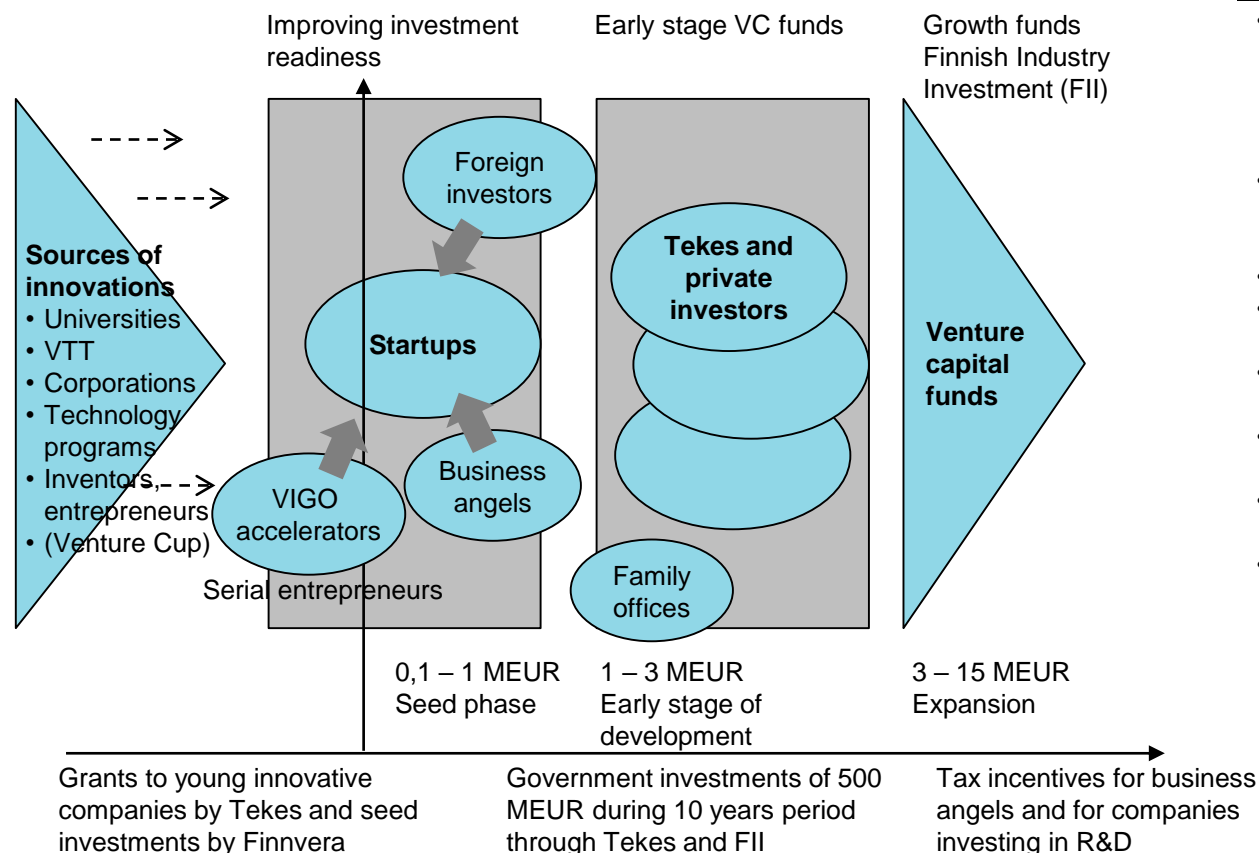 Improving investment
readiness
Early stage VC funds
Growth funds
Finnish Industry
Investment (FII)
Sources of
innovations
• Universities
• VTT
• Corporations
• Technology
programs
• Inventors,
entrepreneurs
• (Venture Cup)
Foreign
investors
Startups
Business
angels
VIGO
accelerators
Serial entrepreneurs
Tekes and
private
investors
Family
offices
Venture
capital
funds
0,1 – 1 MEUR
Seed phase
1 – 3 MEUR
Early stage of
development
3 – 15 MEUR
Expansion
Grants to young innovative
companies by Tekes and seed
investments by Finnvera
Government investments of 500
MEUR during 10 years period
through Tekes and FII
Tax incentives for business
angels and for companies
investing in R&D